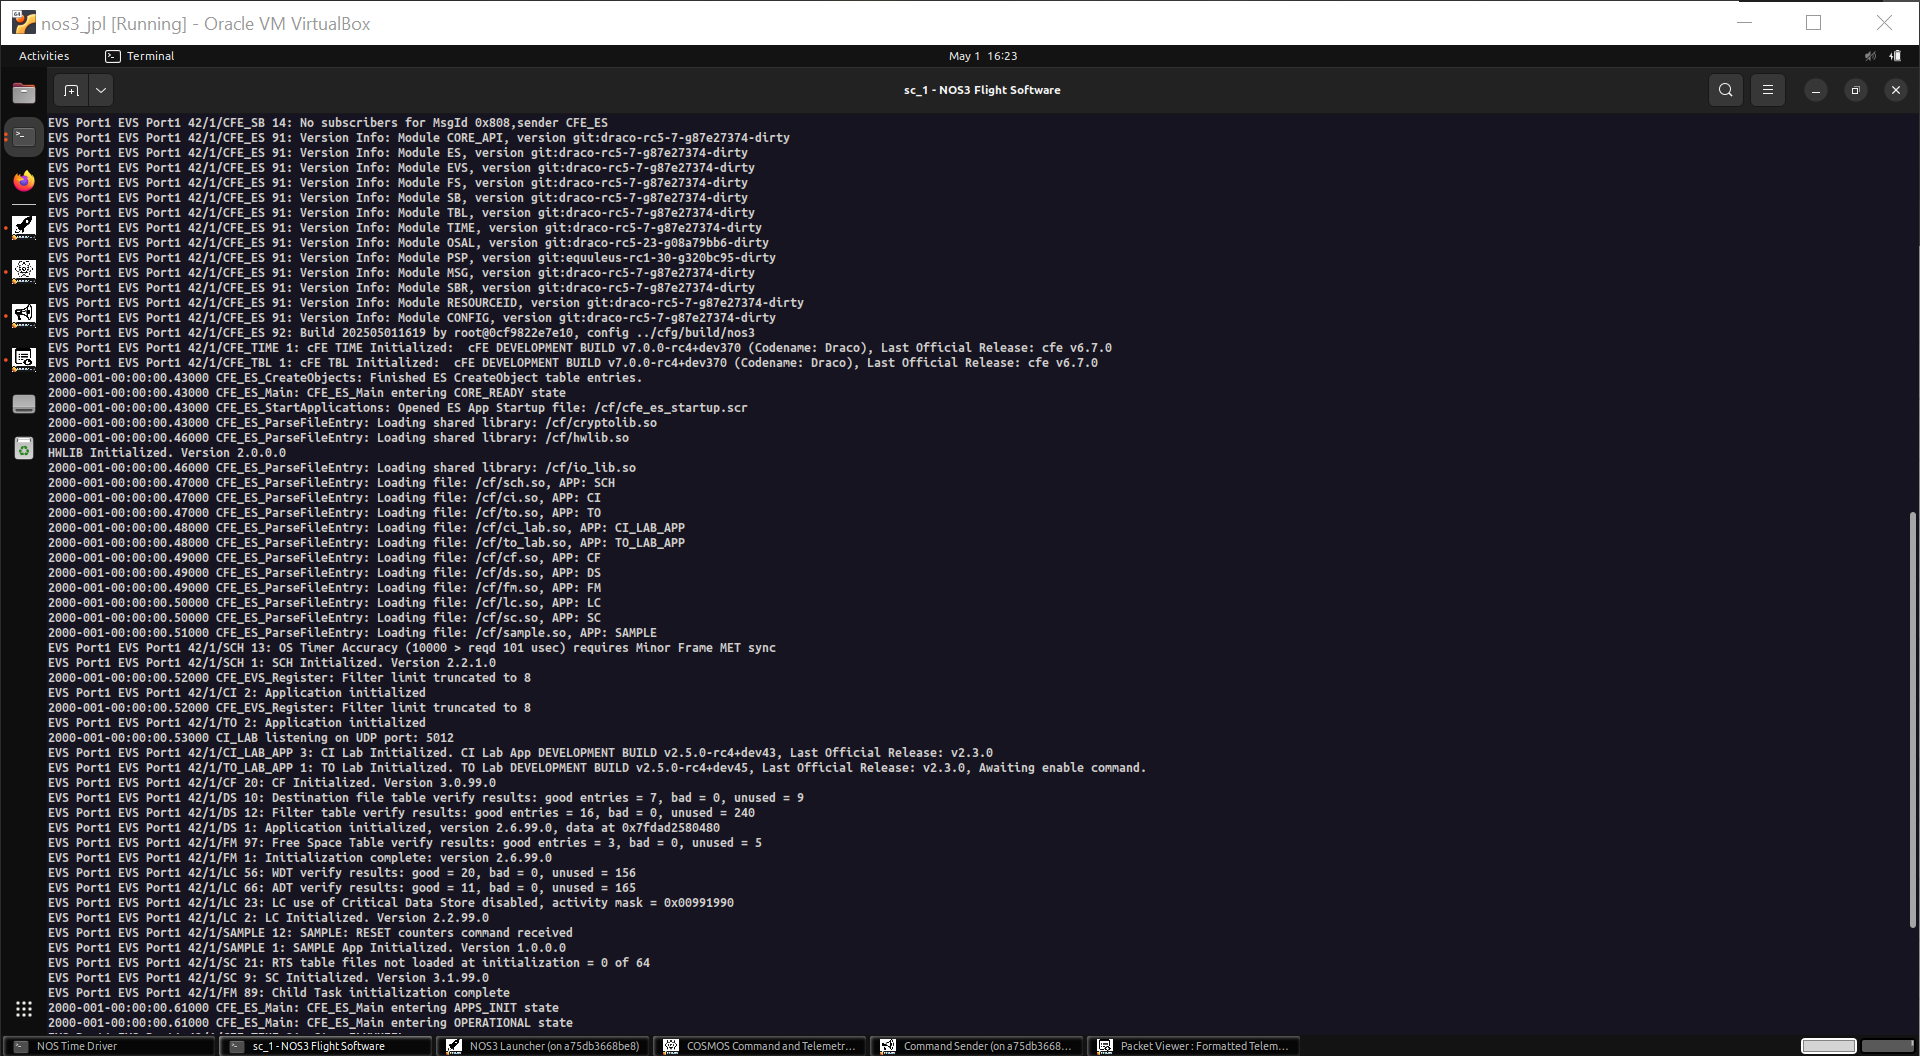 nos3_jpl [Running] - Oracle VM VirtualBox
Activities
Terminal
May 1 16:23
sc_1 - NOS3 Flight Software
EVS Port1 EVS Port1 42/1/CFE_SB 14: No subscribers for MsgId 0x808,sender CFE_ES
EVS Port1 EVS Port1 42/1/CFE_ES 91: Version Info: Module CORE_API, version git:draco-rc5-7-g87e27374-dirty
EVS Port1 EVS Port1 42/1/CFE_ES 91: Version Info: Module ES, version git:draco-rc5-7-g87e27374-dirty
EVS Port1 EVS Port1 42/1/CFE_ES 91: Version Info: Module EVS, version git:draco-rc5-7-g87e27374-dirty
EVS Port1 EVS Port1 42/1/CFE_ES 91: Version Info: Module FS, version git:draco-rc5-7-g87e27374-dirty
EVS Port1 EVS Port1 42/1/CFE_ES 91: Version Info: Module SB, version git:draco-rc5-7-g87e27374-dirty
EVS Port1 EVS Port1 42/1/CFE_ES 91: Version Info: Module TBL, version git:draco-rc5-7-g87e27374-dirty
EVS Port1 EVS Port1 42/1/CFE_ES 91: Version Info: Module TIME, version git:draco-rc5-7-g87e27374-dirty
EVS Port1 EVS Port1 42/1/CFE_ES 91: Version Info: Module OSAL, version git:draco-rc5-23-g08a79bb6-dirty
EVS Port1 EVS Port1 42/1/CFE_ES 91: Version Info: Module PSP, version git:equuleus-rc1-30-g320bc95-dirty
EVS Port1 EVS Port1 42/1/CFE_ES 91: Version Info: Module MSG, version git:draco-rc5-7-g87e27374-dirty
EVS Port1 EVS Port1 42/1/CFE_ES 91: Version Info: Module SBR, version git:draco-rc5-7-g87e27374-dirty
EVS Port1 EVS Port1 42/1/CFE_ES 91: Version Info: Module RESOURCEID, version git:draco-rc5-7-g87e27374-dirty
EVS Port1 EVS Port1 42/1/CFE_ES 91: Version Info: Module CONFIG, version git:draco-rc5-7-g87e27374-dirty
EVS Port1 EVS Port1 42/1/CFE_ES 92: Build 202505011619 by root@0cf9822e7e10, config ../cfg/build/nos3
EVS Port1 EVS Port1 42/1/CFE_TIME 1: cFE TIME Initialized:  cFE DEVELOPMENT BUILD v7.0.0-rc4+dev370 (Codename: Draco), Last Official Release: cfe v6.7.0
EVS Port1 EVS Port1 42/1/CFE_TBL 1: cFE TBL Initialized:  cFE DEVELOPMENT BUILD v7.0.0-rc4+dev370 (Codename: Draco), Last Official Release: cfe v6.7.0
2000-001-00:00:00.43000 CFE_ES_CreateObjects: Finished ES CreateObject table entries.
2000-001-00:00:00.43000 CFE_ES_Main: CFE_ES_Main entering CORE_READY state
2000-001-00:00:00.43000 CFE_ES_StartApplications: Opened ES App Startup file: /cf/cfe_es_startup.scr
2000-001-00:00:00.43000 CFE_ES_ParseFileEntry: Loading shared library: /cf/cryptolib.so
2000-001-00:00:00.46000 CFE_ES_ParseFileEntry: Loading shared library: /cf/hwlib.so
HWLIB Initialized. Version 2.0.0.0
2000-001-00:00:00.46000 CFE_ES_ParseFileEntry: Loading shared library: /cf/io_lib.so
2000-001-00:00:00.47000 CFE_ES_ParseFileEntry: Loading file: /cf/sch.so, APP: SCH
2000-001-00:00:00.47000 CFE_ES_ParseFileEntry: Loading file: /cf/ci.so, APP: CI
2000-001-00:00:00.47000 CFE_ES_ParseFileEntry: Loading file: /cf/to.so, APP: TO
2000-001-00:00:00.48000 CFE_ES_ParseFileEntry: Loading file: /cf/ci_lab.so, APP: CI_LAB_APP
2000-001-00:00:00.48000 CFE_ES_ParseFileEntry: Loading file: /cf/to_lab.so, APP: TO_LAB_APP
2000-001-00:00:00.49000 CFE_ES_ParseFileEntry: Loading file: /cf/cf.so, APP: CF
2000-001-00:00:00.49000 CFE_ES_ParseFileEntry: Loading file: /cf/ds.so, APP: DS
2000-001-00:00:00.49000 CFE_ES_ParseFileEntry: Loading file: /cf/fm.so, APP: FM
2000-001-00:00:00.50000 CFE_ES_ParseFileEntry: Loading file: /cf/lc.so, APP: LC
2000-001-00:00:00.50000 CFE_ES_ParseFileEntry: Loading file: /cf/sc.so, APP: SC
2000-001-00:00:00.51000 CFE_ES_ParseFileEntry: Loading file: /cf/sample.so, APP: SAMPLE
EVS Port1 EVS Port1 42/1/SCH 13: OS Timer Accuracy (10000 > reqd 101 usec) requires Minor Frame MET sync
EVS Port1 EVS Port1 42/1/SCH 1: SCH Initialized. Version 2.2.1.0
2000-001-00:00:00.52000 CFE_EVS_Register: Filter limit truncated to 8
EVS Port1 EVS Port1 42/1/CI 2: Application initialized
2000-001-00:00:00.52000 CFE_EVS_Register: Filter limit truncated to 8
EVS Port1 EVS Port1 42/1/TO 2: Application initialized
2000-001-00:00:00.53000 CI_LAB listening on UDP port: 5012
EVS Port1 EVS Port1 42/1/CI_LAB_APP 3: CI Lab Initialized. CI Lab App DEVELOPMENT BUILD v2.5.0-rc4+dev43, Last Official Release: v2.3.0
EVS Port1 EVS Port1 42/1/TO_LAB_APP 1: TO Lab Initialized. TO Lab DEVELOPMENT BUILD v2.5.0-rc4+dev45, Last Official Release: v2.3.0, Awaiting enable command.
EVS Port1 EVS Port1 42/1/CF 20: CF Initialized. Version 3.0.99.0
EVS Port1 EVS Port1 42/1/DS 10: Destination file table verify results: good entries = 7, bad = 0, unused = 9
EVS Port1 EVS Port1 42/1/DS 12: Filter table verify results: good entries = 16, bad = 0, unused = 240
EVS Port1 EVS Port1 42/1/DS 1: Application initialized, version 2.6.99.0, data at 0x7fdad2580480
EVS Port1 EVS Port1 42/1/FM 97: Free Space Table verify results: good entries = 3, bad = 0, unused = 5
EVS Port1 EVS Port1 42/1/FM 1: Initialization complete: version 2.6.99.0
EVS Port1 EVS Port1 42/1/LC 56: WDT verify results: good = 20, bad = 0, unused = 156
EVS Port1 EVS Port1 42/1/LC 66: ADT verify results: good = 11, bad = 0, unused = 165
EVS Port1 EVS Port1 42/1/LC 23: LC use of Critical Data Store disabled, activity mask = 0x00991990
EVS Port1 EVS Port1 42/1/LC 2: LC Initialized. Version 2.2.99.0
EVS Port1 EVS Port1 42/1/SAMPLE 12: SAMPLE: RESET counters command received
EVS Port1 EVS Port1 42/1/SAMPLE 1: SAMPLE App Initialized. Version 1.0.0.0
EVS Port1 EVS Port1 42/1/SC 21: RTS table files not loaded at initialization = 0 of 64
EVS Port1 EVS Port1 42/1/SC 9: SC Initialized. Version 3.1.99.0
EVS Port1 EVS Port1 42/1/FM 89: Child Task initialization complete
2000-001-00:00:00.61000 CFE_ES_Main: CFE_ES_Main entering APPS_INIT state
2000-001-00:00:00.61000 CFE_ES_Main: CFE_ES_Main entering OPERATIONAL state
NOS Time Driver
sc_1 - NOS3 Flight Software
NOS3 Launcher (on a75db3668be8)
COSMOS Command and Telemetr...
Command Sender (on a75db3668...
Packet Viewer : Formatted Telem...